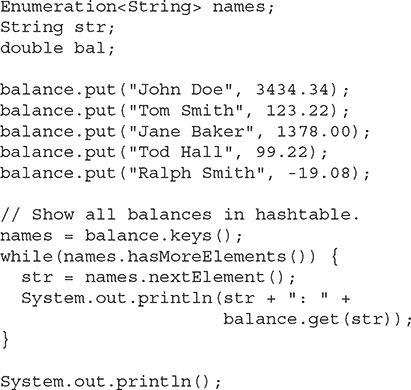 Enumeration<String> names;
String str;
double bal;

balance.put("John Doe", 3434.34);
balance.put("Tom Smith", 123.22);
balance.put("Jane Baker", 1378.00);
balance.put("Tod Hall", 99.22);
balance.put("Ralph Smith", -19.08);

// Show all balances in hashtable.
names = balance.keys();
while(names.hasMoreElements()) {
  str = names.nextElement();
  System.out.println(str + ": " +
                     balance.get(str));
}

System.out.println();